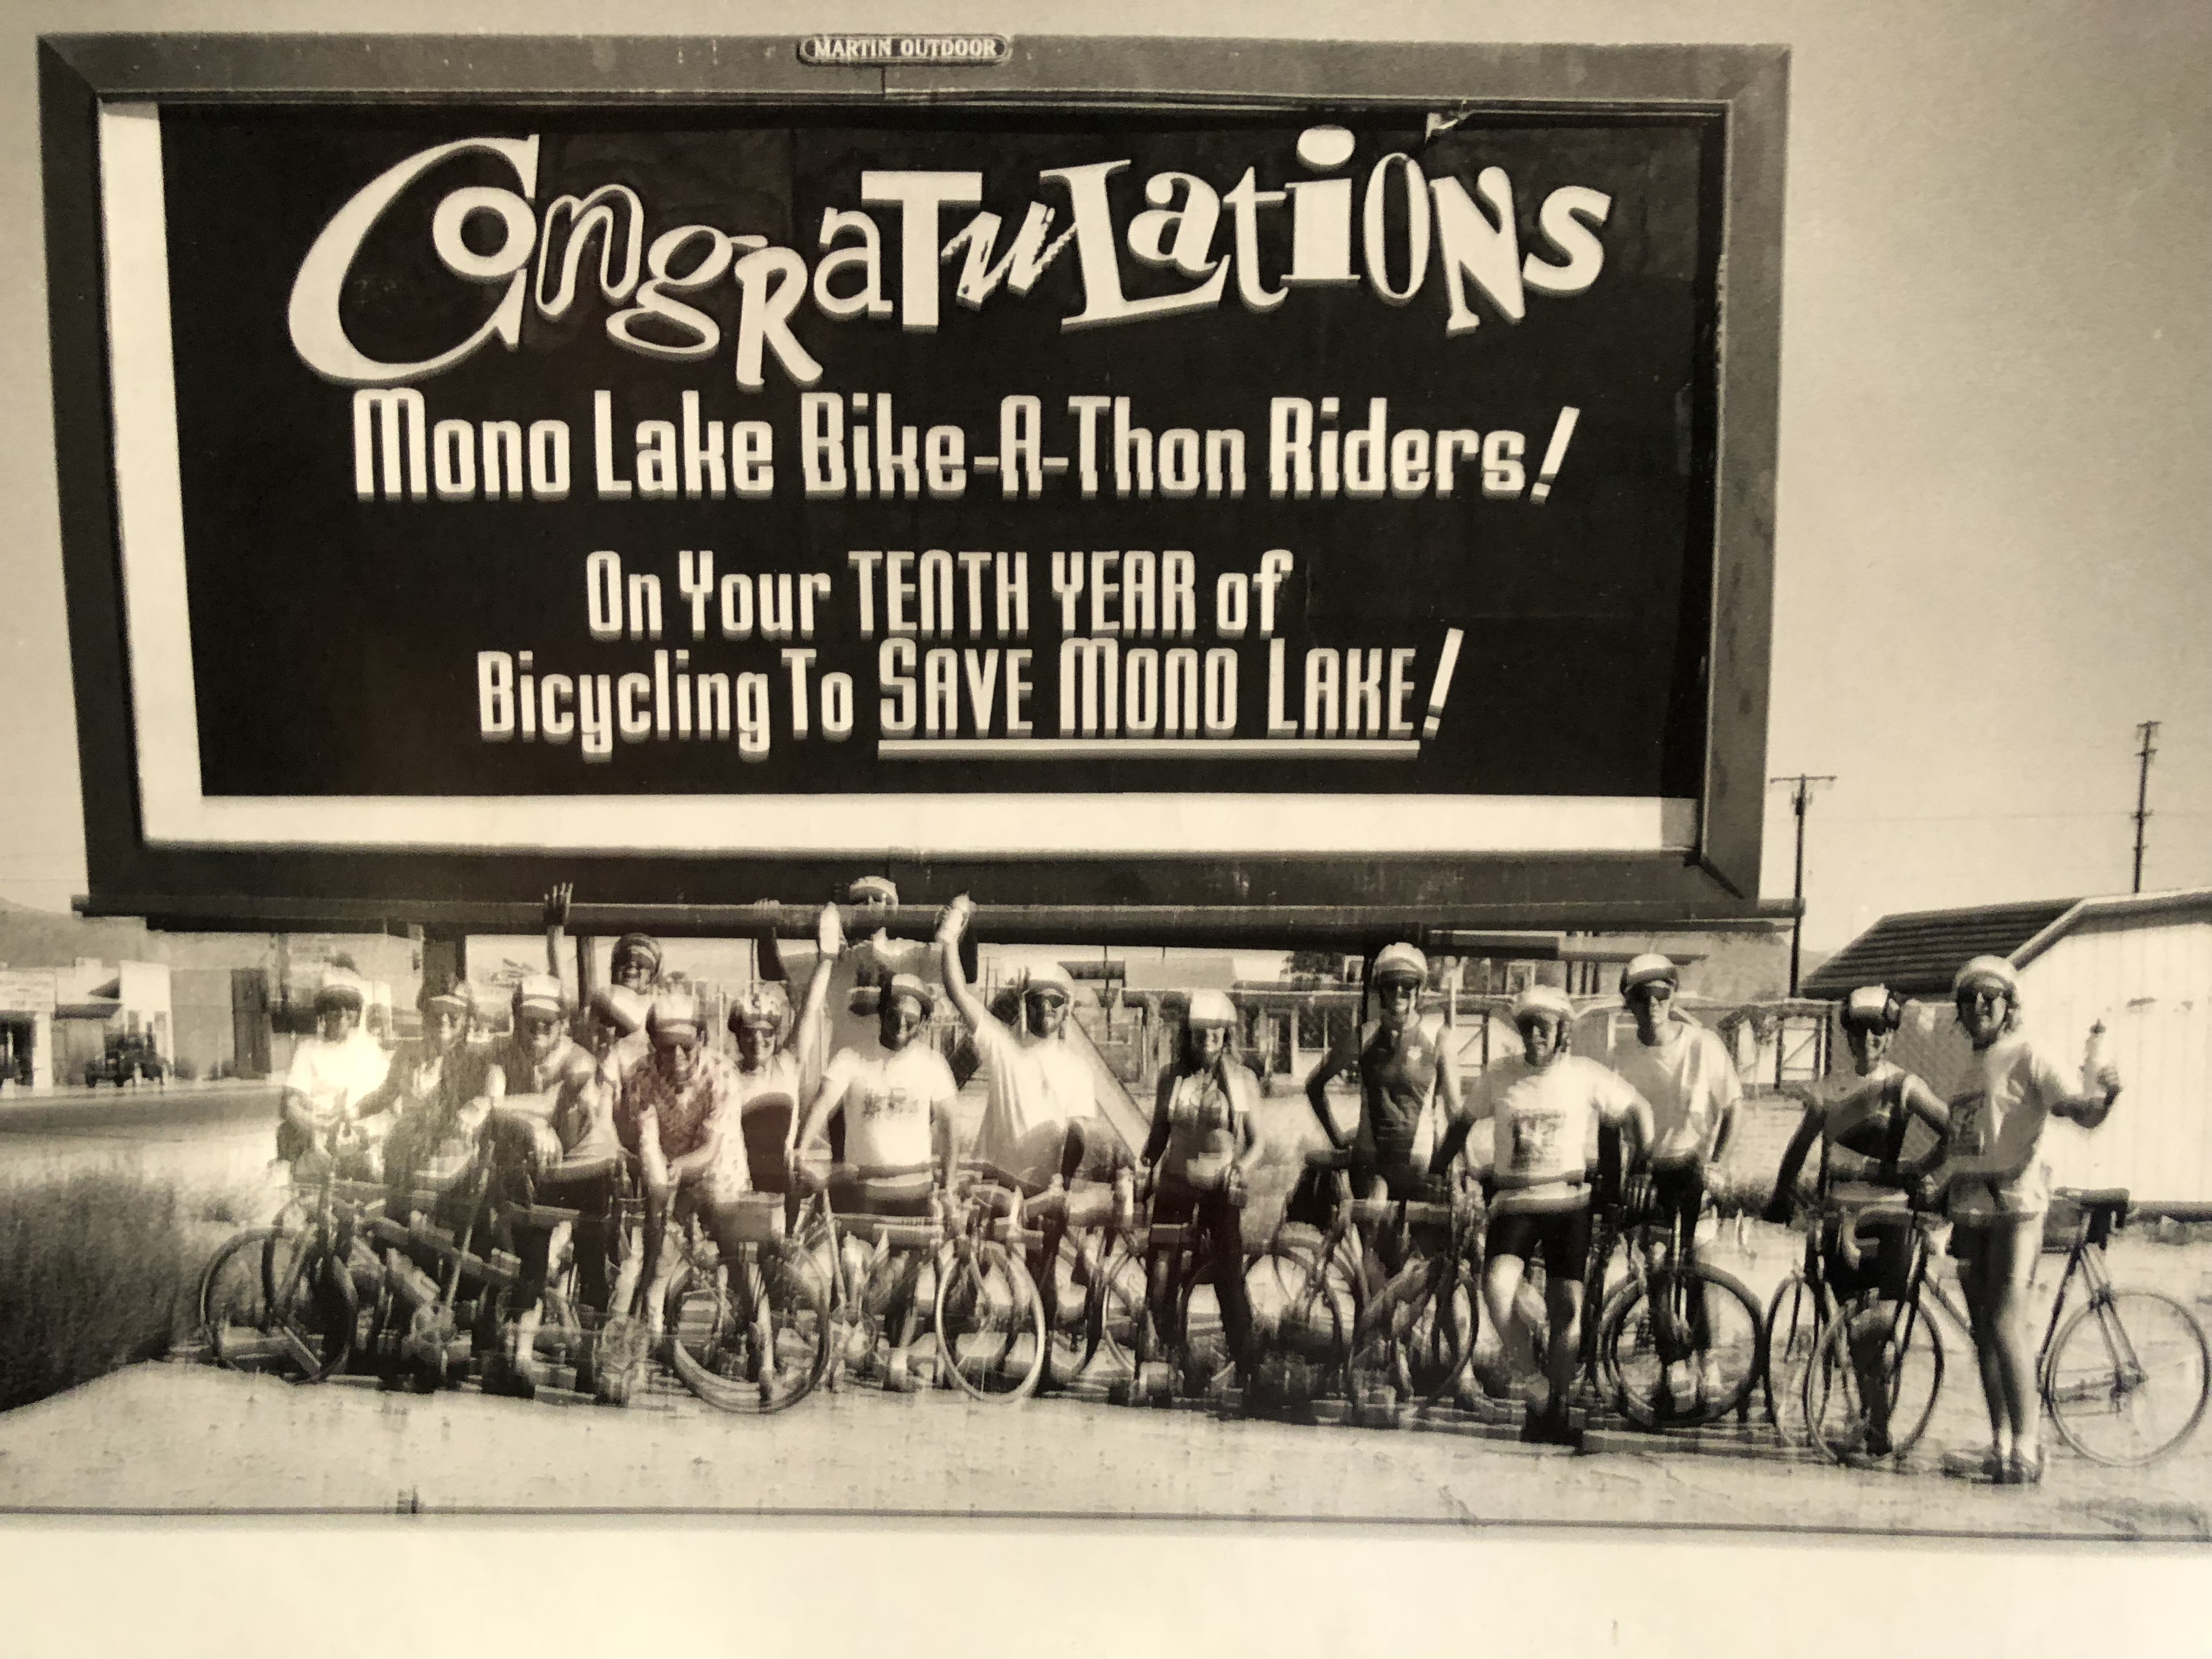 MARTIN OUTDOOR
CongRaTuLatiONS
Mono Lake Bike-A-Thon Riders!
On Your TENTH YEAR of
Bicycling To SAVE MONO LAKE!